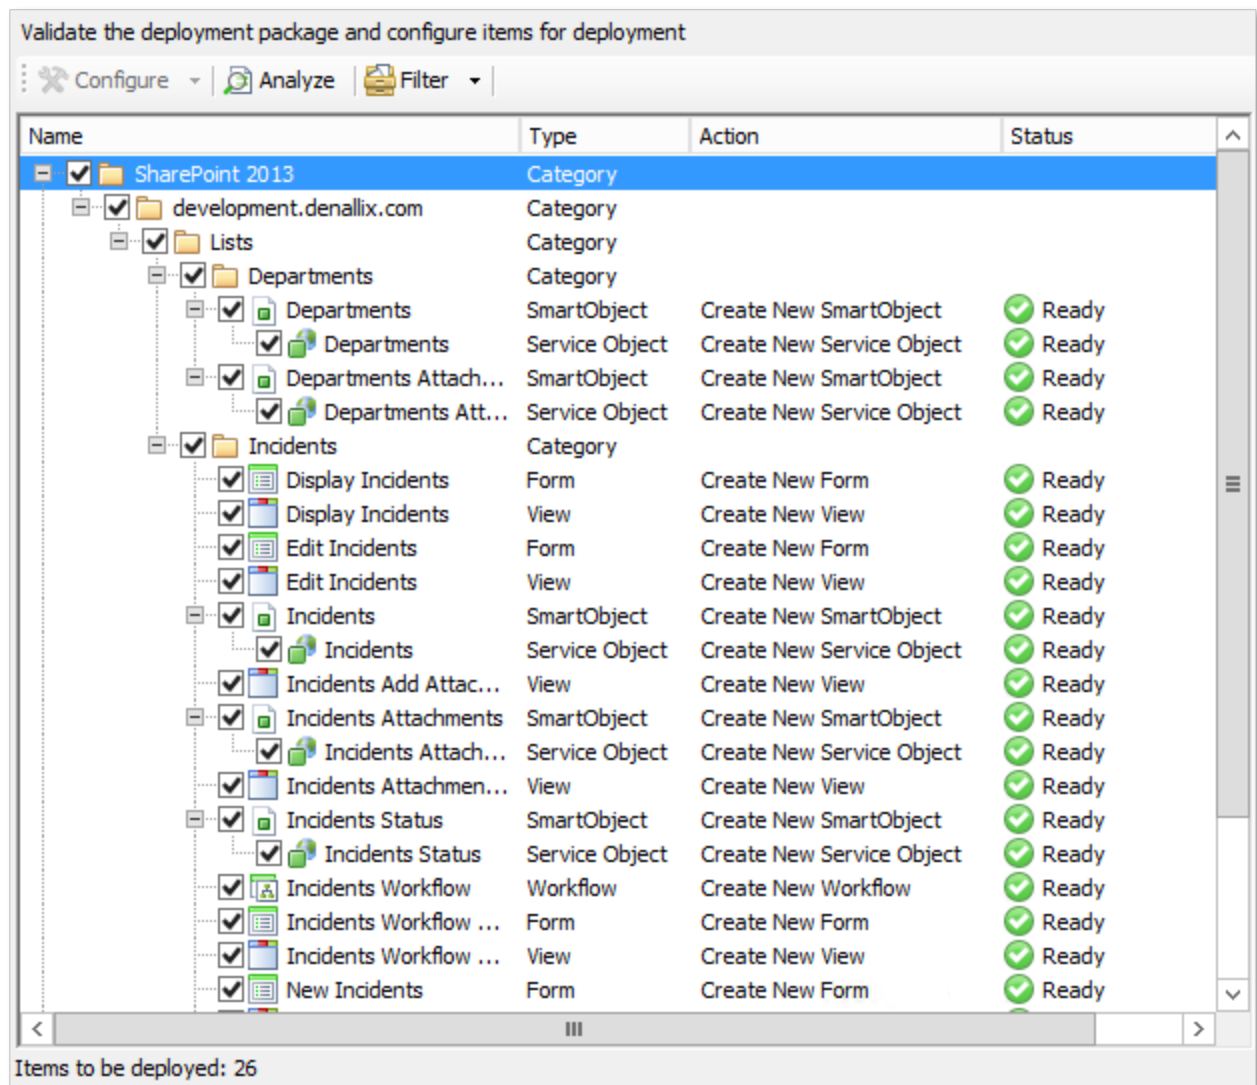 Validate the deployment package and configure items for deployment
Configure Analyze Filter
Name Type Action Status
SharePoint 2013 Category
development.denallix.com Category
Lists Category
Departments Category
Departments SmartObject Create New SmartObject Ready
Departments Service Object Create New Service Object Ready
Departments Attach... SmartObject Create New SmartObject Ready
Departments Att... Service Object Create New Service Object Ready
Incidents Category
Display Incidents Form Create New Form Ready
Display Incidents View Create New View Ready
Edit Incidents Form Create New Form Ready
Edit Incidents View Create New View Ready
Incidents SmartObject Create New SmartObject Ready
Incidents Service Object Create New Service Object Ready
Incidents Add Attac... View Create New View Ready
Incidents Attachments SmartObject Create New SmartObject Ready
Incidents Attach... Service Object Create New Service Object Ready
Incidents Attachmen... View Create New View Ready
Incidents Status SmartObject Create New SmartObject Ready
Incidents Status Service Object Create New Service Object Ready
Incidents Workflow Workflow Create New Workflow Ready
Incidents Workflow ... Form Create New Form Ready
Incidents Workflow ... View Create New View Ready
New Incidents Form Create New Form Ready
Items to be deployed: 26